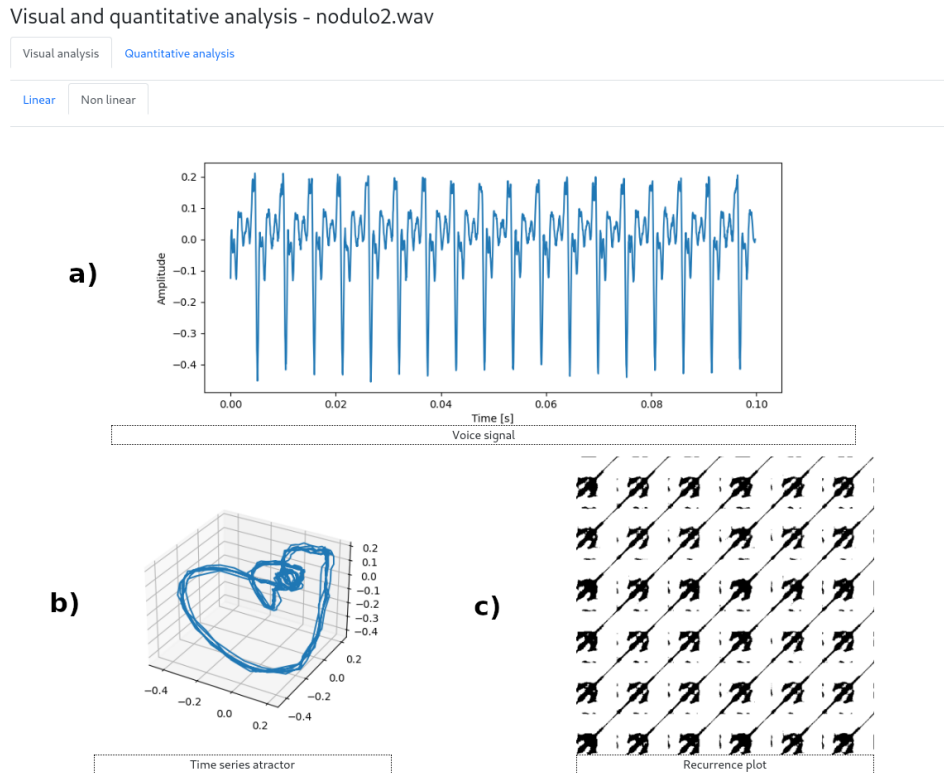 Visual and quantitative analysis - nodulo2.wav
Visual analysis Quantitative analysis
Linear Non linear
a)
Amplitude
0.2
0.1
0.0
−0.1
−0.2
−0.3
−0.4
0.00 0.02 0.04 0.06 0.08 0.10
Time [s]
Voice signal
b)
0.2
0.1
0.0
−0.1
−0.2
−0.3
−0.4
−0.4 −0.2 0.0 0.2
−0.4 −0.2 0.0 0.2
Time series atractor
c)
Recurrence plot